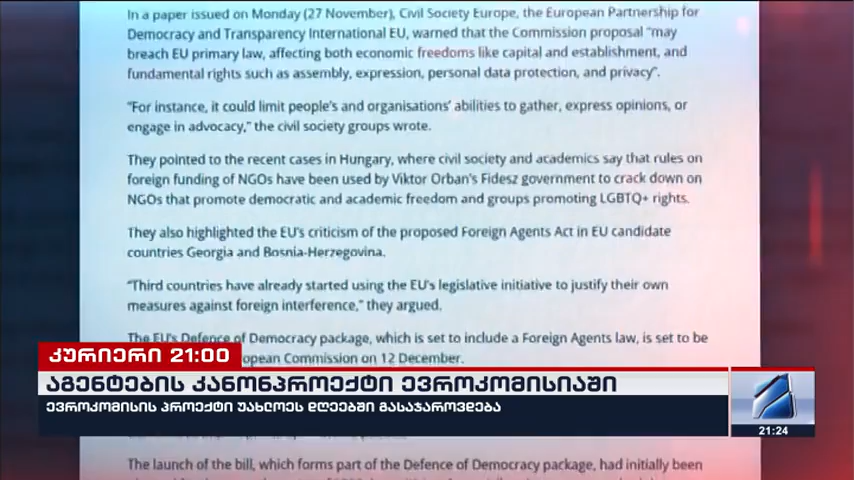 In a paper issued on Monday (27 November), Civil Society Europe, the European Partnership for
Democracy and Transparency International EU, warned that the Commission proposal “may
breach EU primary law, affecting both economic freedoms like capital and establishment, and
fundamental rights such as assembly, expression, personal data protection, and privacy”.
“For instance, it could limit people’s and organisations’ abilities to gather, express opinions, or
engage in advocacy,” the civil society groups wrote.
They pointed to the recent cases in Hungary, where civil society and academics say that rules on
foreign funding of NGOs have been used by Viktor Orban’s Fidesz government to crack down on
NGOs that promote democratic and academic freedom and groups promoting LGBTQ+ rights.
They also highlighted the EU’s criticism of the proposed Foreign Agents Act in EU candidate
countries Georgia and Bosnia-Herzegovina.
“Third countries have already started using the EU’s legislative initiative to justify their own
measures against foreign interference,” they argued.
The EU’s Defence of Democracy package, which is set to include a Foreign Agents law, is set to be
opean Commission on 12 December.
კურიერი 21:00
აგენტების კანონპროექტი ევროკომისიაში
ევროკომისის პროექტი უახლოეს დღეებში გასაჯაროვდება
21:24
The launch of the bill, which forms part of the Defence of Democracy package, had initially been